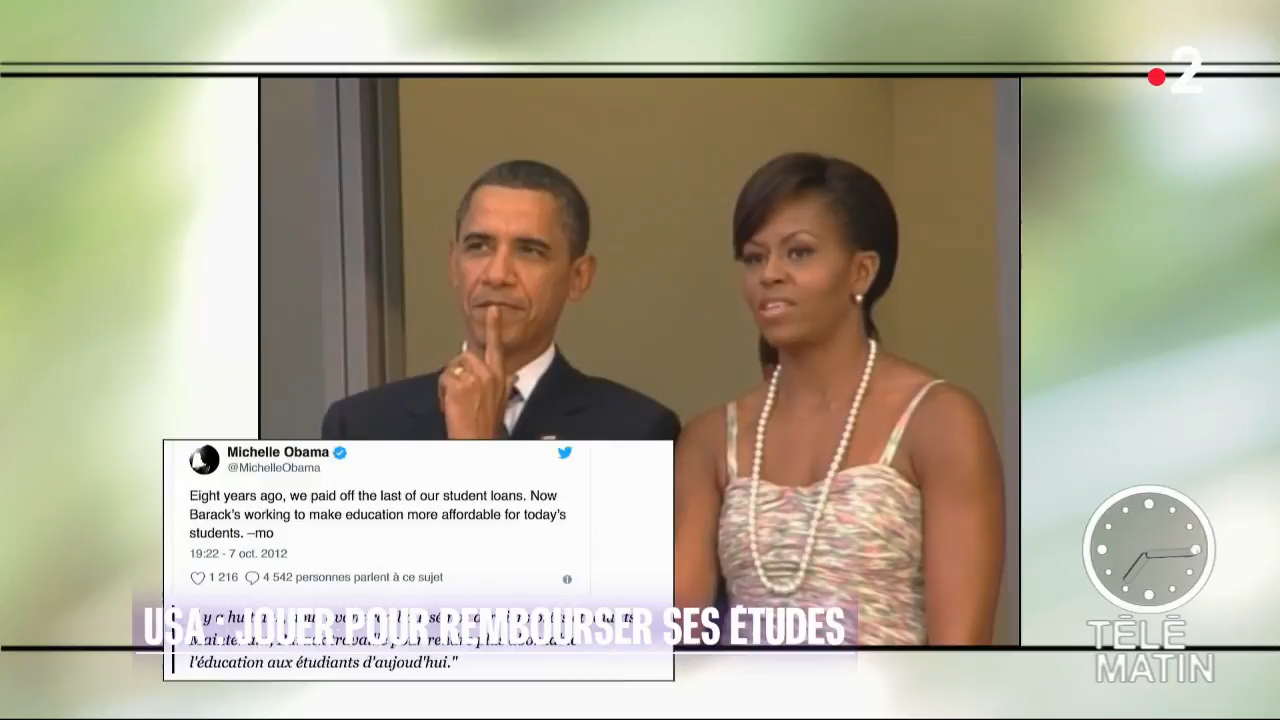 2
Michelle Obama
@MichelleObama
Eight years ago, we paid off the last of our student loans. Now
Barack's working to make education more affordable for today's
students. –mo
19:22 - 7 oct. 2012
1 216 4 542 personnes parlent à ce sujet
USA - JOUER POUR REMBOURSER SES ÉTUDES
l'éducation aux étudiants d'aujourd'hui."
TÉLÉ
MATIN